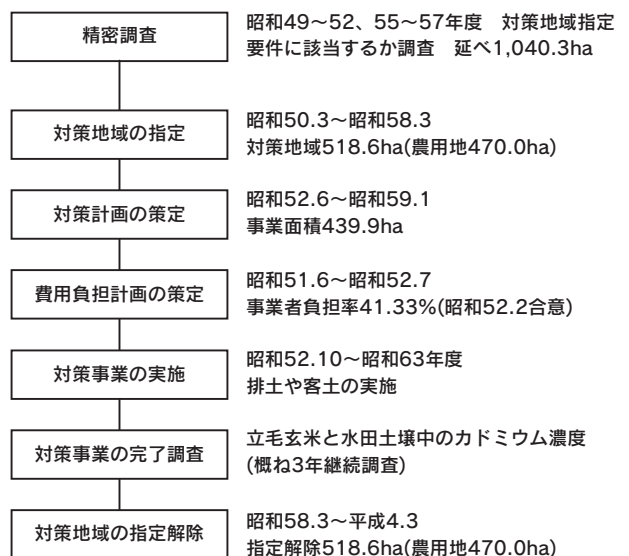 精密調査
昭和49～52、55～57年度　対策地域指定
要件に該当するか調査　延べ1,040.3ha
対策地域の指定
昭和50.3～昭和58.3
対策地域518.6ha(農用地470.0ha)
対策計画の策定
昭和52.6～昭和59.1
事業面積439.9ha
費用負担計画の策定
昭和51.6～昭和52.7
事業者負担率41.33%(昭和52.2合意)
対策事業の実施
昭和52.10～昭和63年度
排土や客土の実施
対策事業の完了調査
立毛玄米と水田土壌中のカドミウム濃度
(概ね3年継続調査)
対策地域の指定解除
昭和58.3～平成4.3
指定解除518.6ha(農用地470.0ha)